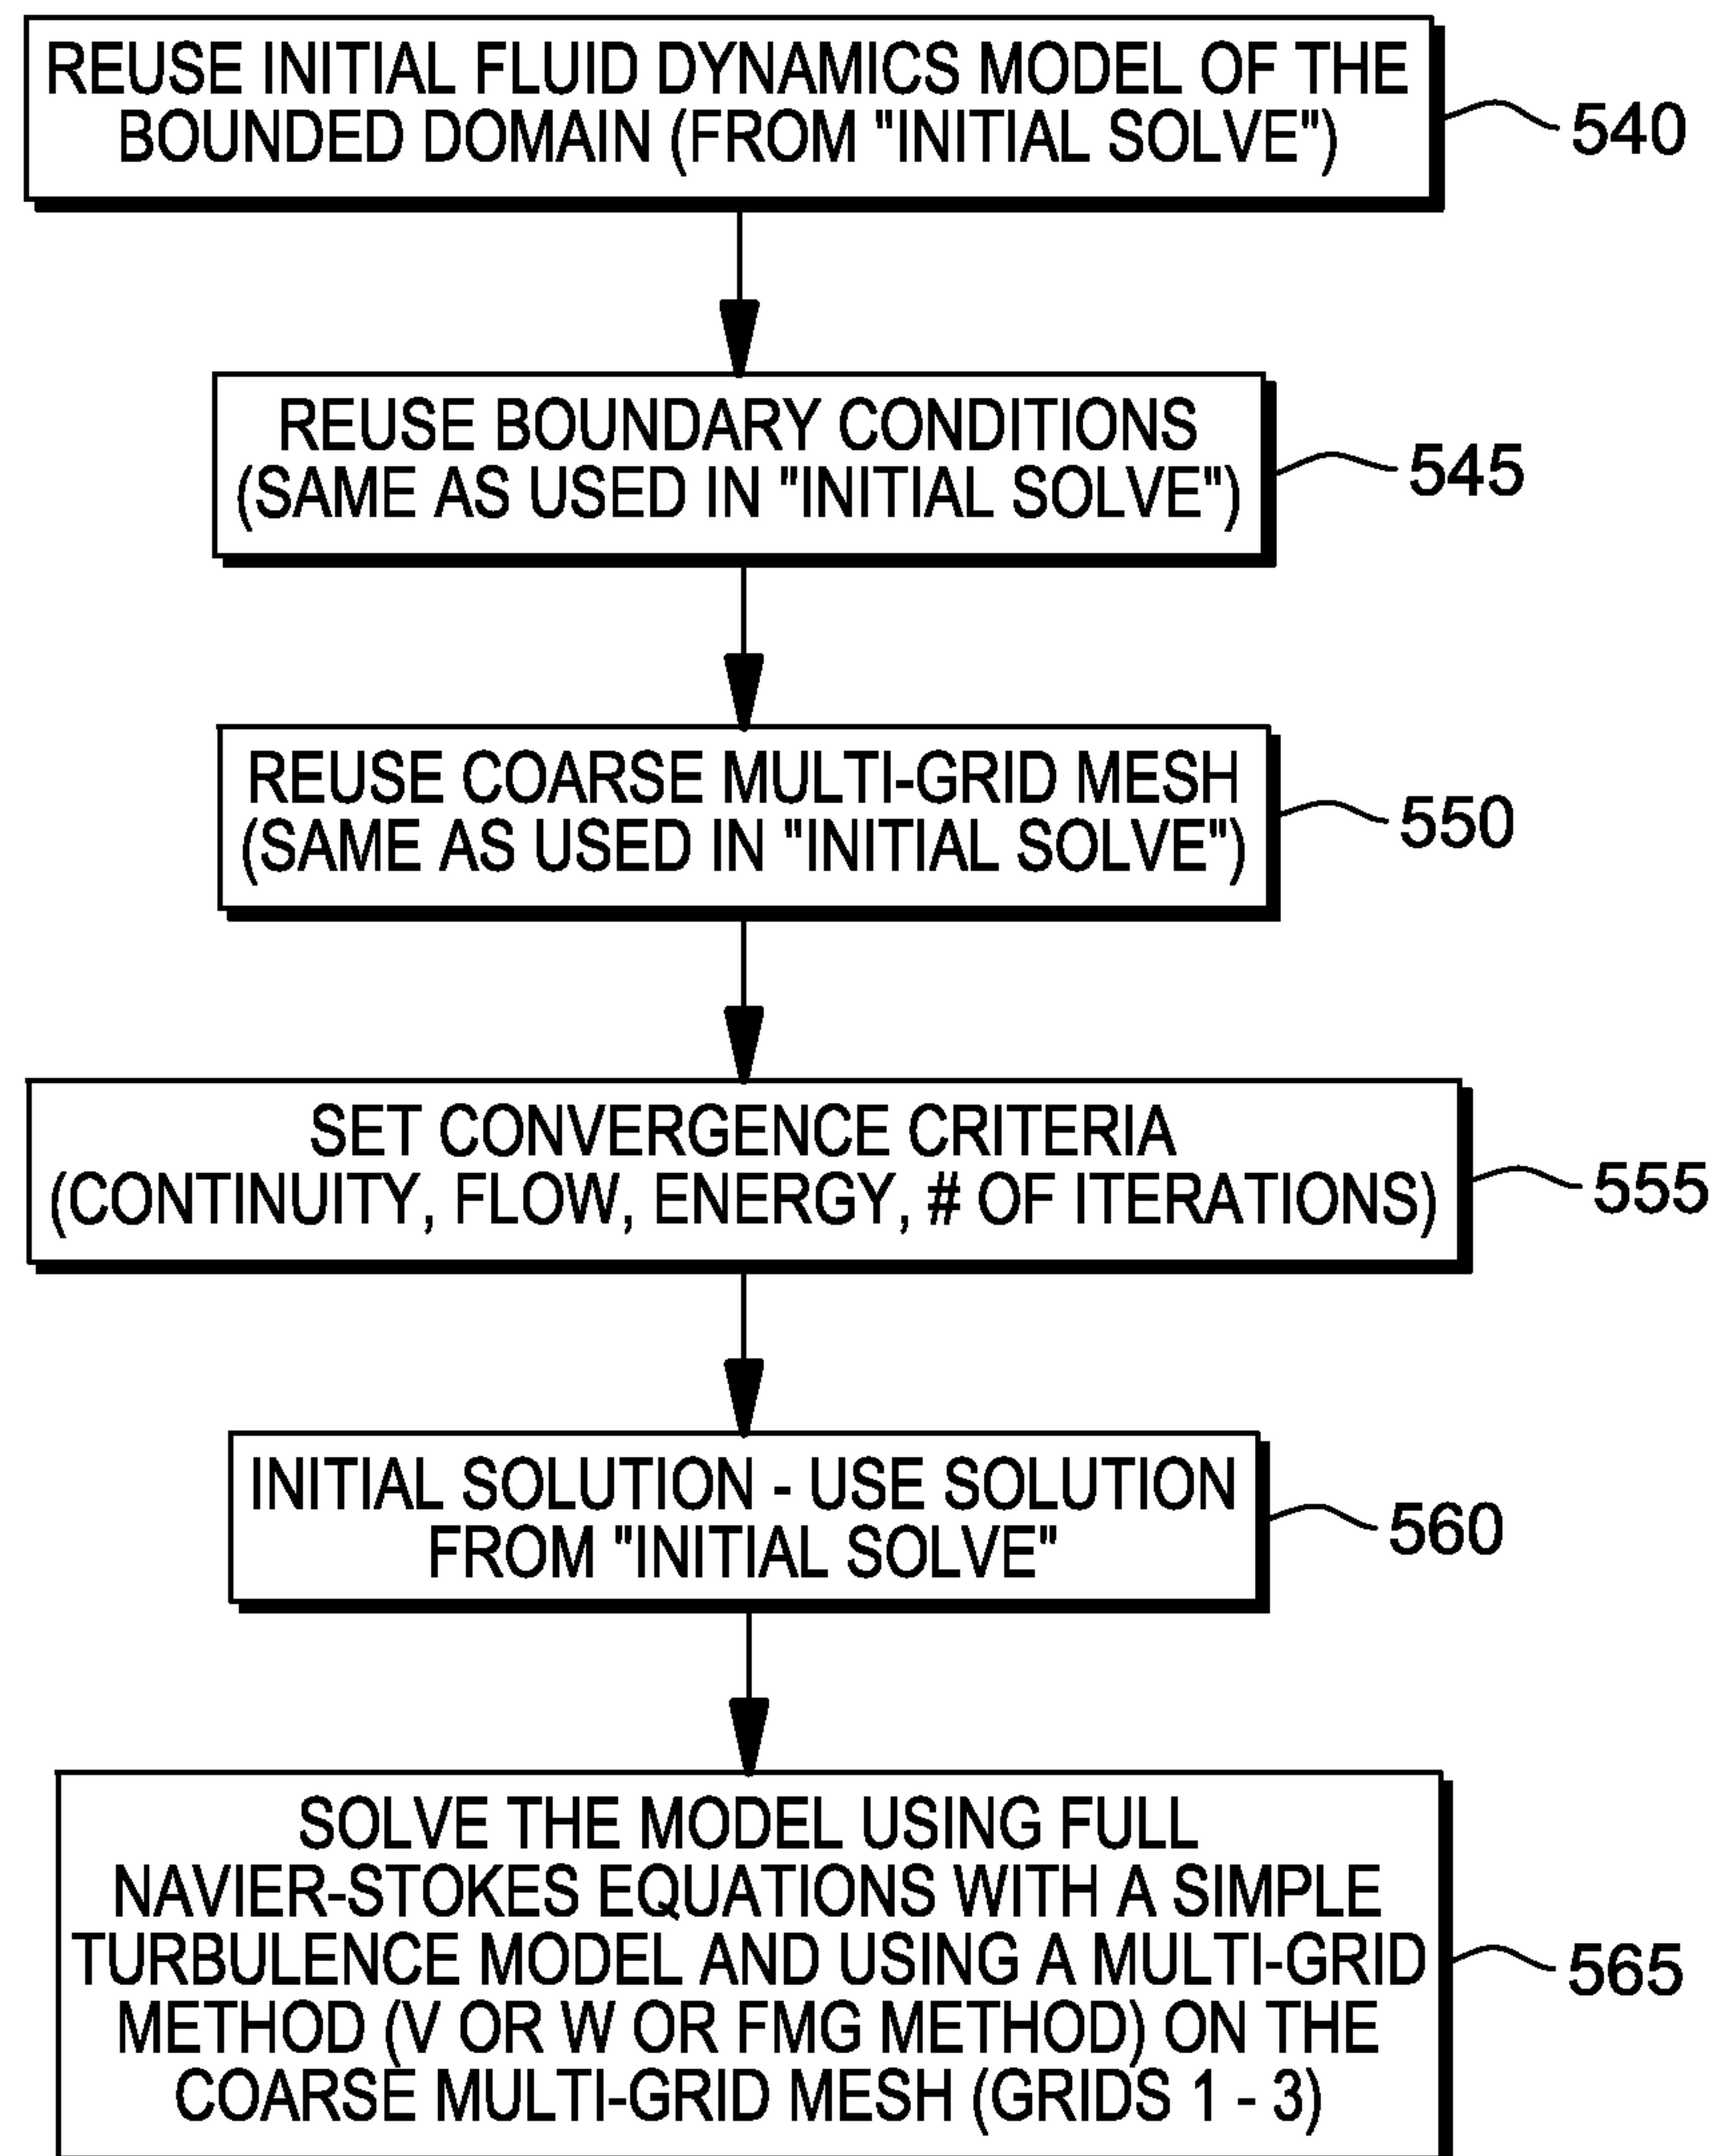 REUSE INITIAL FLUID DYNAMICS MODEL OF THE
BOUNDED DOMAIN (FROM "INITIAL SOLVE")
540
REUSE BOUNDARY CONDITIONS
(SAME AS USED IN "INITIAL SOLVE")
545
REUSE COARSE MULTI-GRID MESH
(SAME AS USED IN "INITIAL SOLVE")
550
SET CONVERGENCE CRITERIA
(CONTINUITY, FLOW, ENERGY, # OF ITERATIONS)
555
INITIAL SOLUTION - USE SOLUTION
FROM "INITIAL SOLVE"
560
SOLVE THE MODEL USING FULL
NAVIER-STOKES EQUATIONS WITH A SIMPLE
TURBULENCE MODEL AND USING A MULTI-GRID
METHOD (V OR W OR FMG METHOD) ON THE
COARSE MULTI-GRID MESH (GRIDS 1 - 3)
565